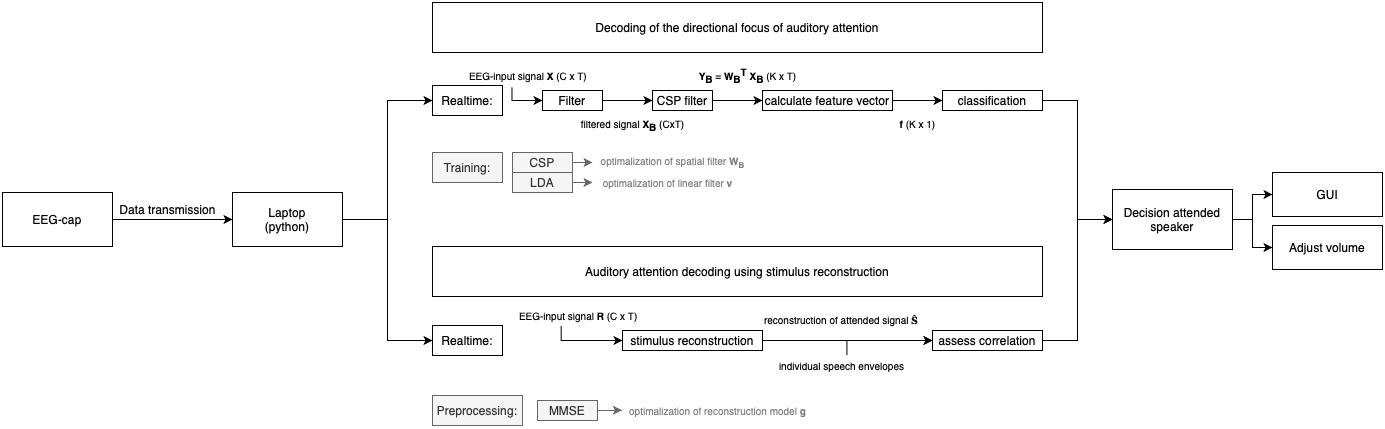 Decoding of the directional focus of auditory attention
EEG-input signal X (C x T)
Y_B = W_B^T X_B (K x T)
Realtime:
Filter
CSP filter
calculate feature vector
classification
filtered signal X_B (CxT)
f (K x 1)
Training:
CSP
optimalization of spatial filter W_B
LDA
optimalization of linear filter v
EEG-cap
Data transmission
Laptop
(python)
Decision attended
speaker
GUI
Adjust volume
Auditory attention decoding using stimulus reconstruction
EEG-input signal R (C x T)
reconstruction of attended signal Ŝ
Realtime:
stimulus reconstruction
assess correlation
individual speech envelopes
Preprocessing:
MMSE
optimalization of reconstruction model g